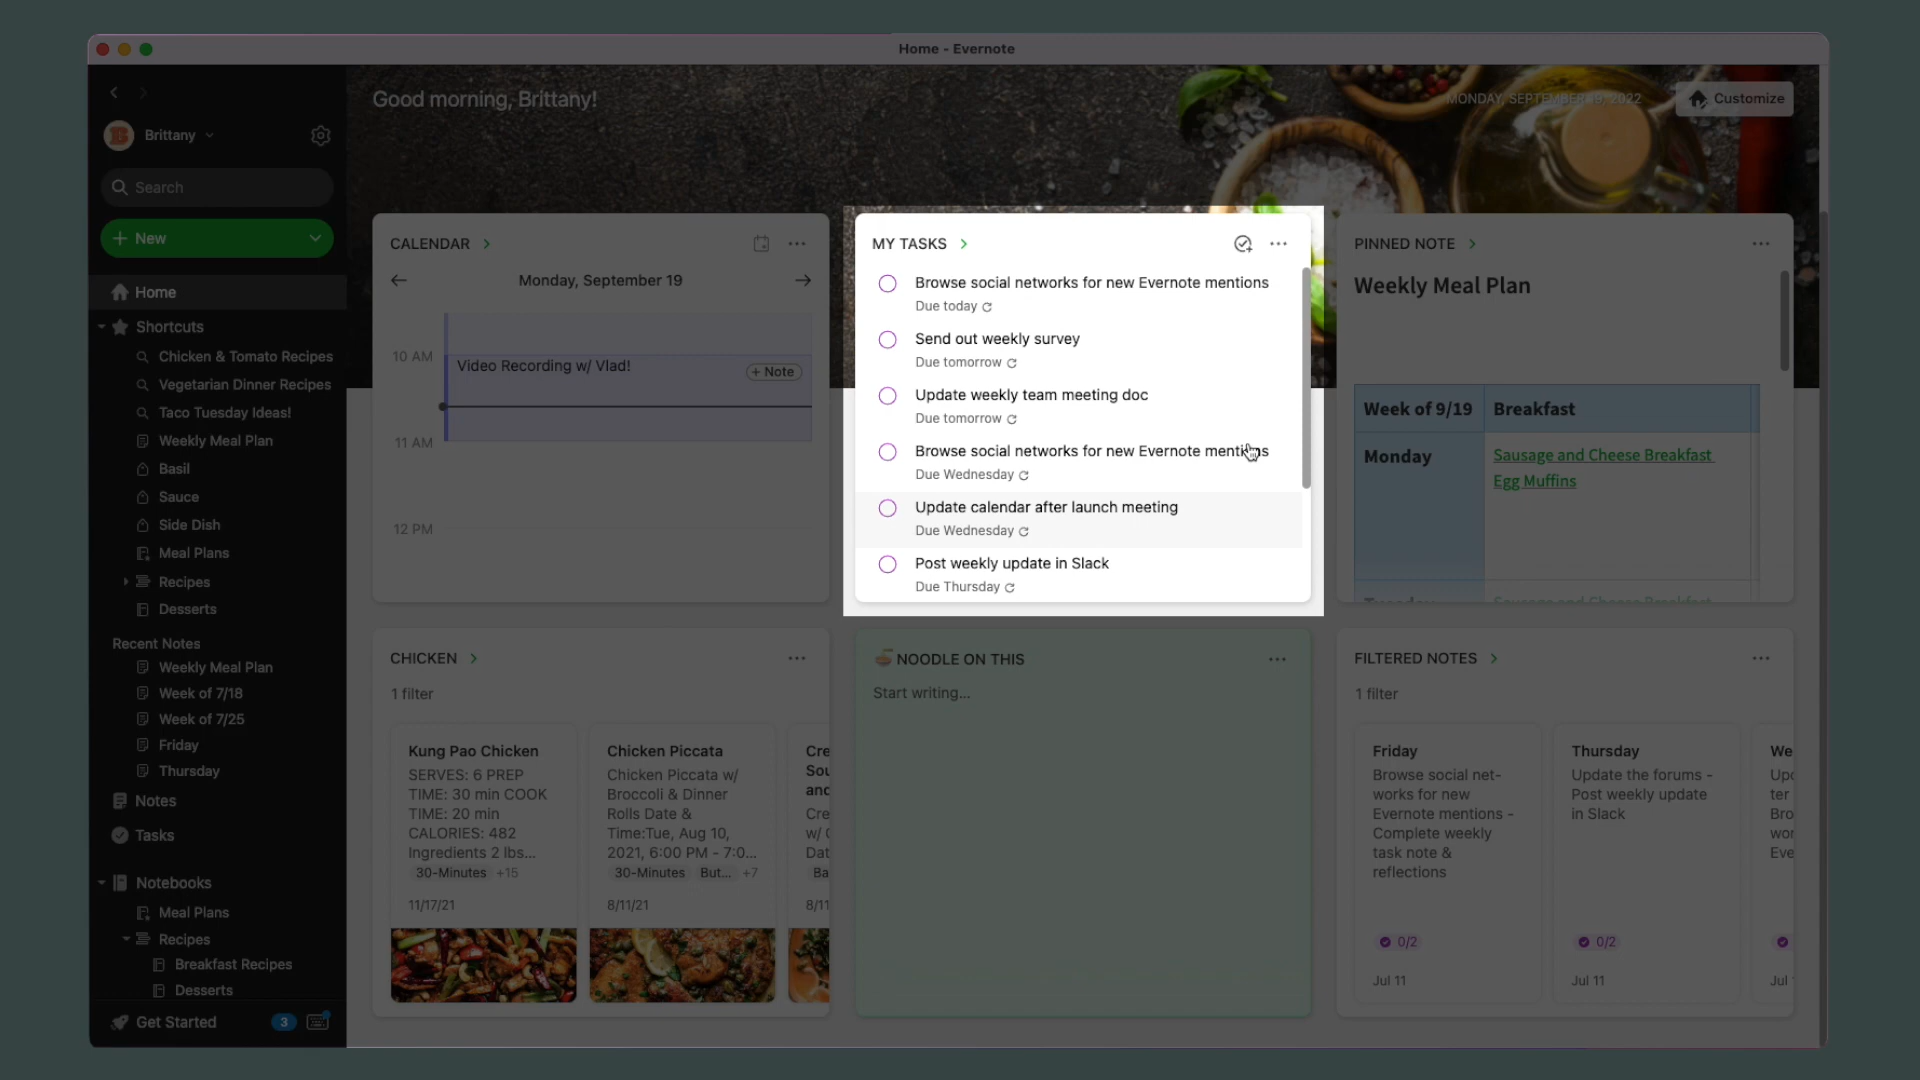 Home - Evernote
Good morning, Brittany!
MONDAY, SEPTEMBER 19, 2022
Customize
Brittany
Search
New
Home
Shortcuts
Chicken & Tomato Recipes
Vegetarian Dinner Recipes
Taco Tuesday Ideas!
Weekly Meal Plan
Basil
Sauce
Side Dish
Meal Plans
Recipes
Desserts
Recent Notes
Weekly Meal Plan
Week of 7/18
Week of 7/25
Friday
Thursday
Notes
Tasks
Notebooks
Meal Plans
Recipes
Breakfast Recipes
Desserts
Get Started
3
CALENDAR
Monday, September 19
10 AM
Video Recording w/ Vlad!
+ Note
11 AM
12 PM
MY TASKS
Browse social networks for new Evernote mentions
Due today
Send out weekly survey
Due tomorrow
Update weekly team meeting doc
Due tomorrow
Browse social networks for new Evernote mentions
Due Wednesday
Update calendar after launch meeting
Due Wednesday
Post weekly update in Slack
Due Thursday
PINNED NOTE
Weekly Meal Plan
Week of 9/19 Breakfast
Monday
Sausage and Cheese Breakfast
Egg Muffins
CHICKEN
1 filter
Kung Pao Chicken
SERVES: 6 PREP
TIME: 30 min COOK
TIME: 20 min
CALORIES: 482
Ingredients 2 lbs...
30-Minutes +15
11/17/21
Chicken Piccata
Chicken Piccata w/
Broccoli & Dinner
Rolls Date &
Time:Tue, Aug 10,
2021, 6:00 PM - 7:0...
30-Minutes But... +7
8/11/21
Cre
Sou
and
Cre
w/ C
Dat
Ba
8/11
NOODLE ON THIS
Start writing...
FILTERED NOTES
1 filter
Friday
Browse social net-
works for new
Evernote mentions -
Complete weekly
task note &
reflections
0/2
Jul 11
Thursday
Update the forums -
Post weekly update
in Slack
0/2
Jul 11
We
Upd
ter
Bro
wor
Eve
Jul